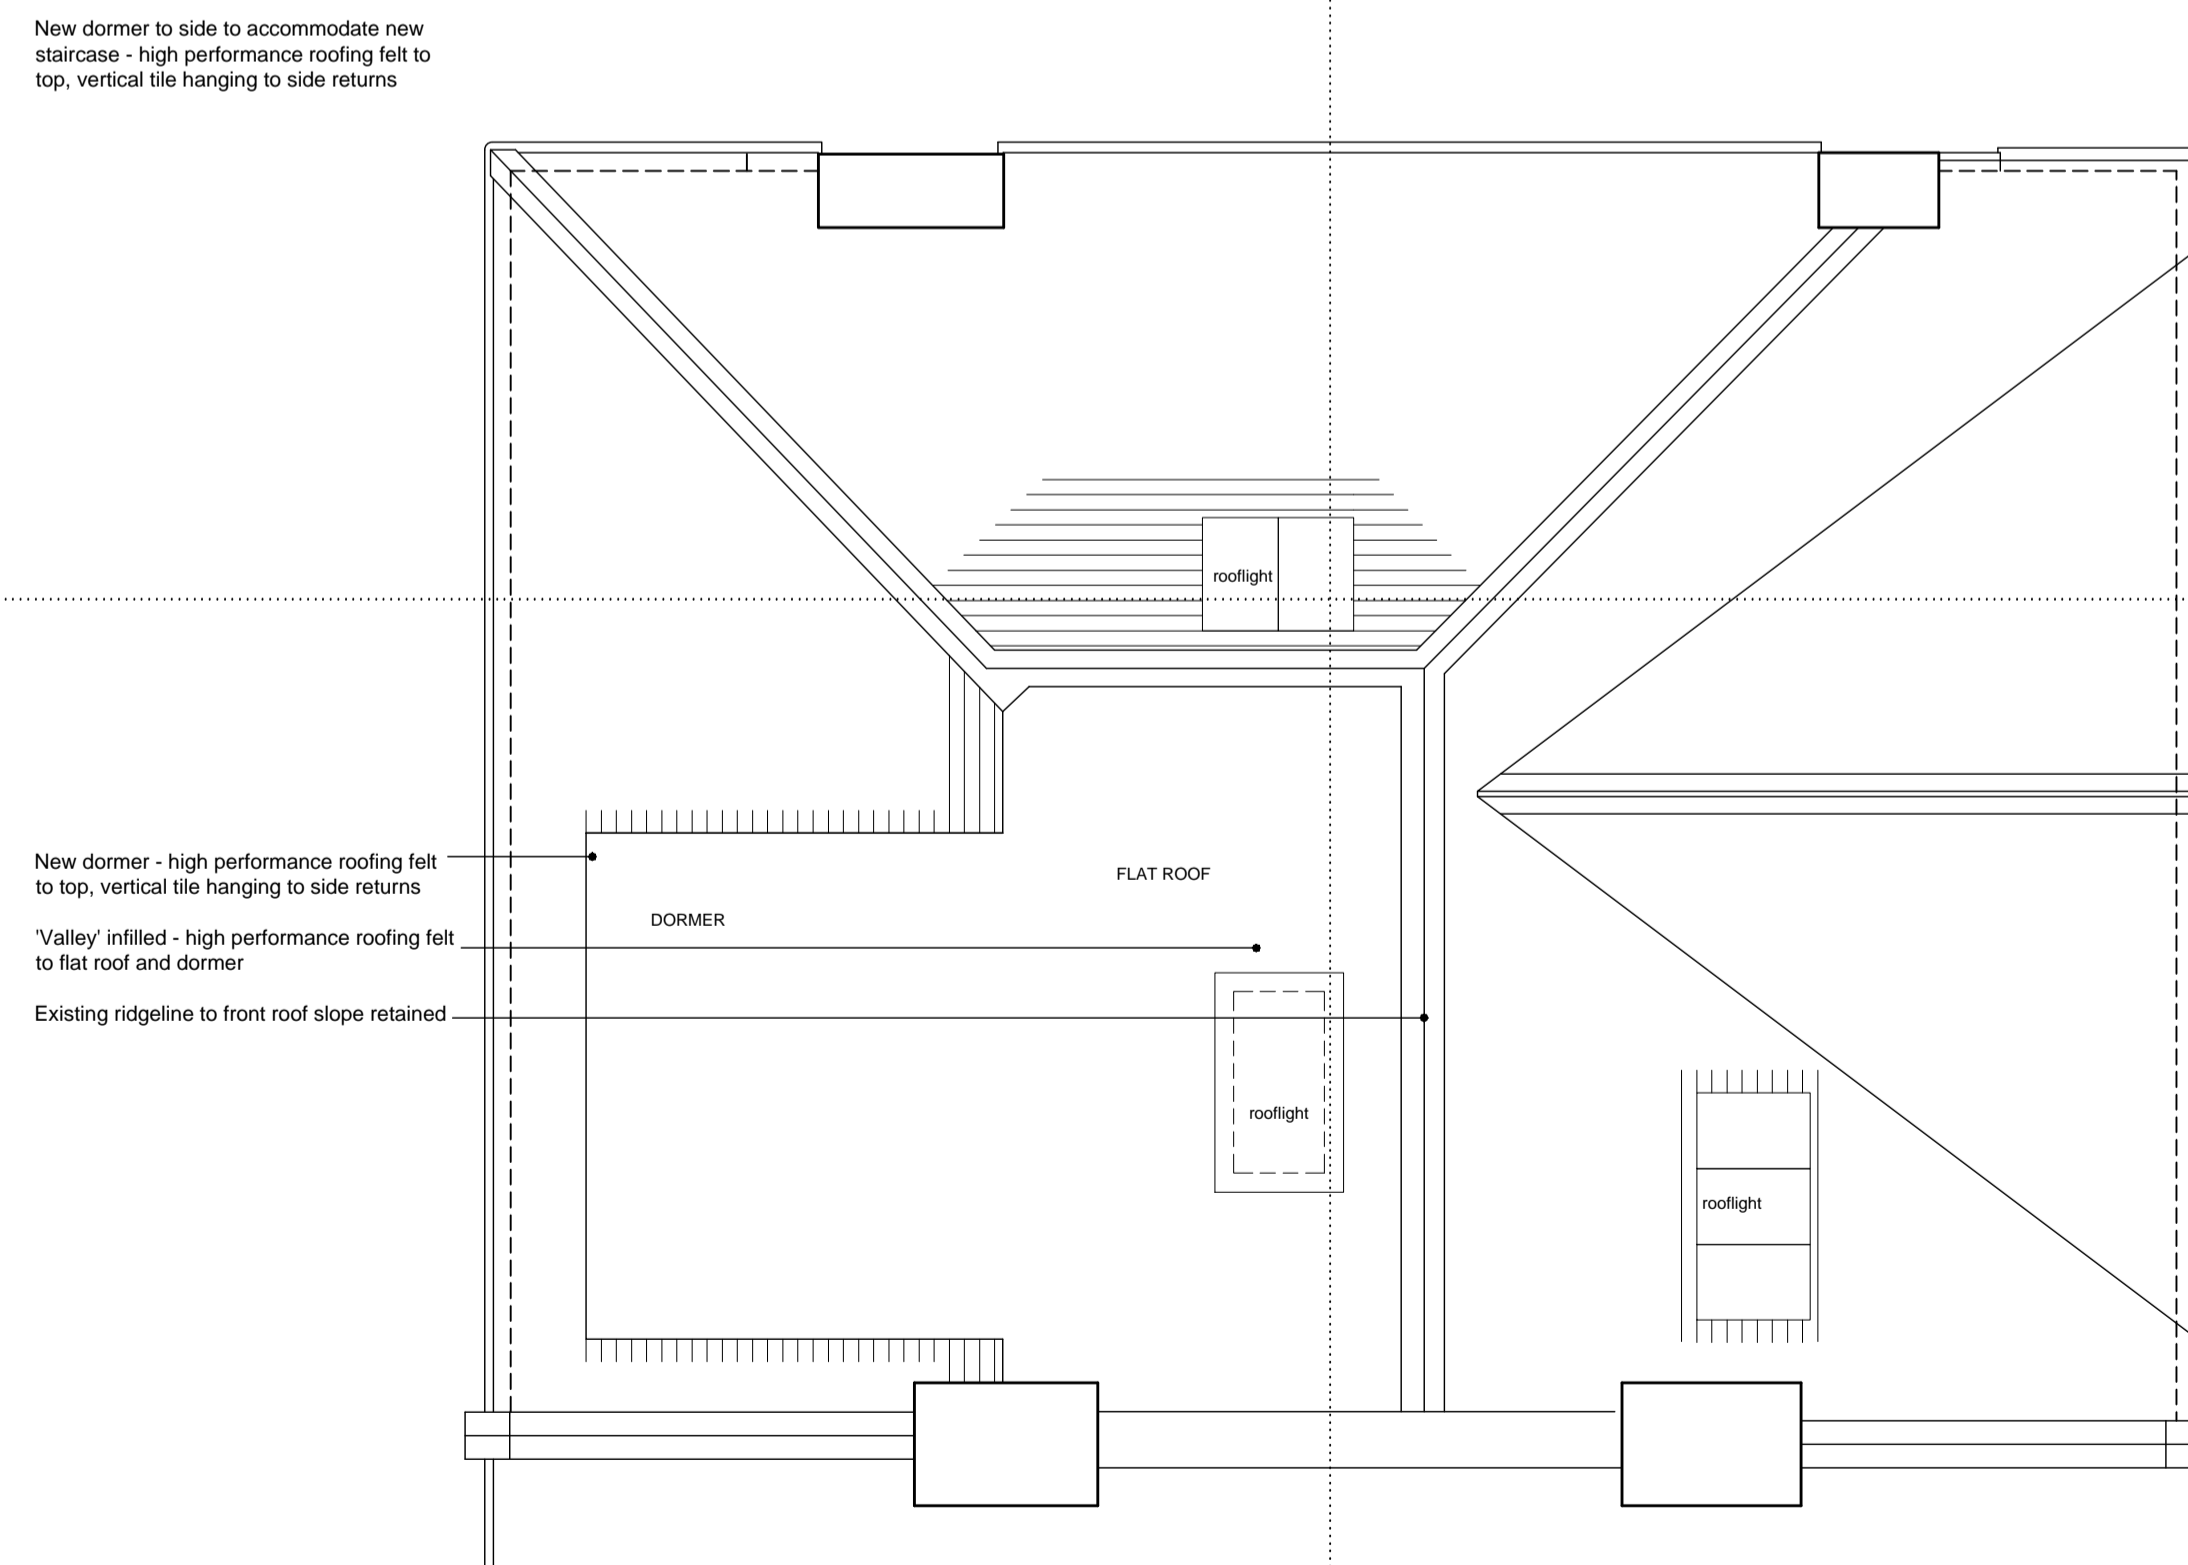 New dormer to side to accommodate new
staircase - high performance roofing felt to
top, vertical tile hanging to side returns
rooflight
New dormer - high performance roofing felt
to top, vertical tile hanging to side returns
FLAT ROOF
DORMER
'Valley' infilled - high performance roofing felt
to flat roof and dormer
Existing ridgeline to front roof slope retained
rooflight
rooflight